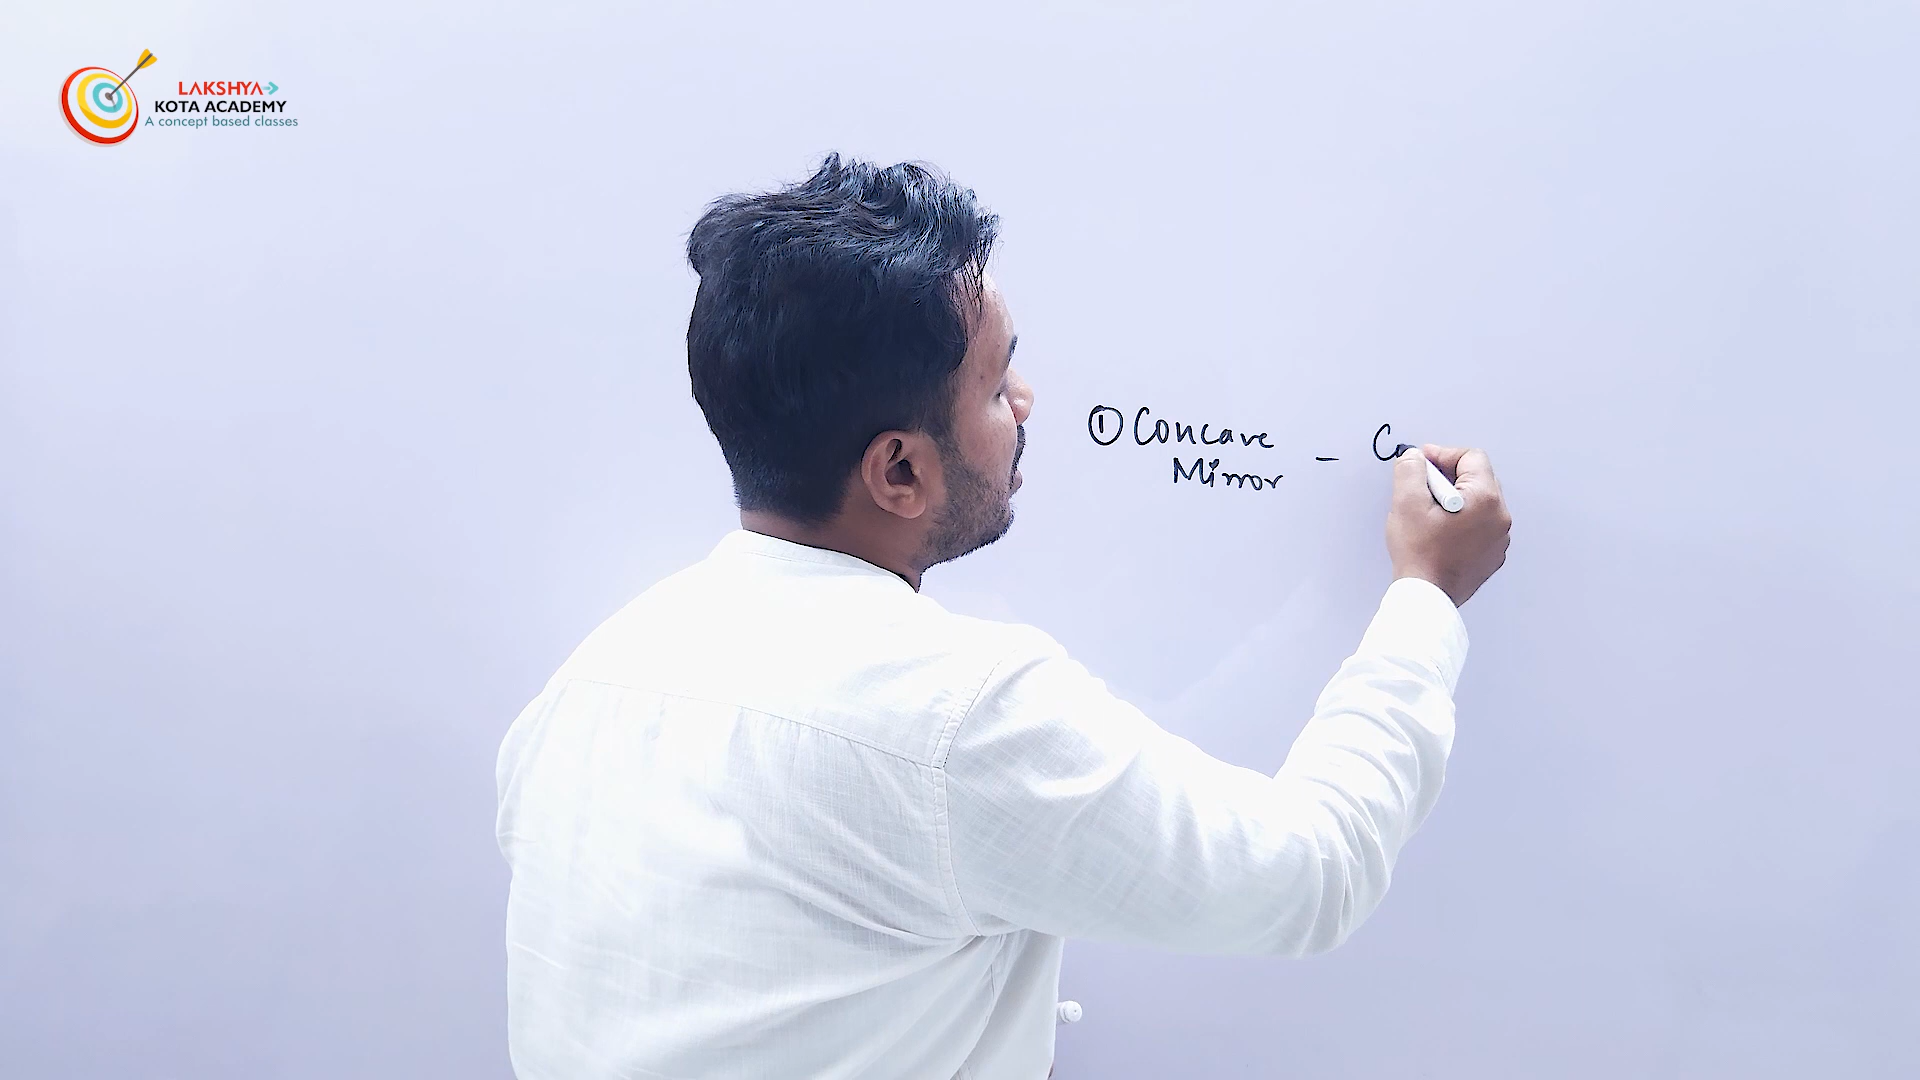 LAKSHYA
KOTA ACADEMY
A concept based classes
① Concave
Mirror -